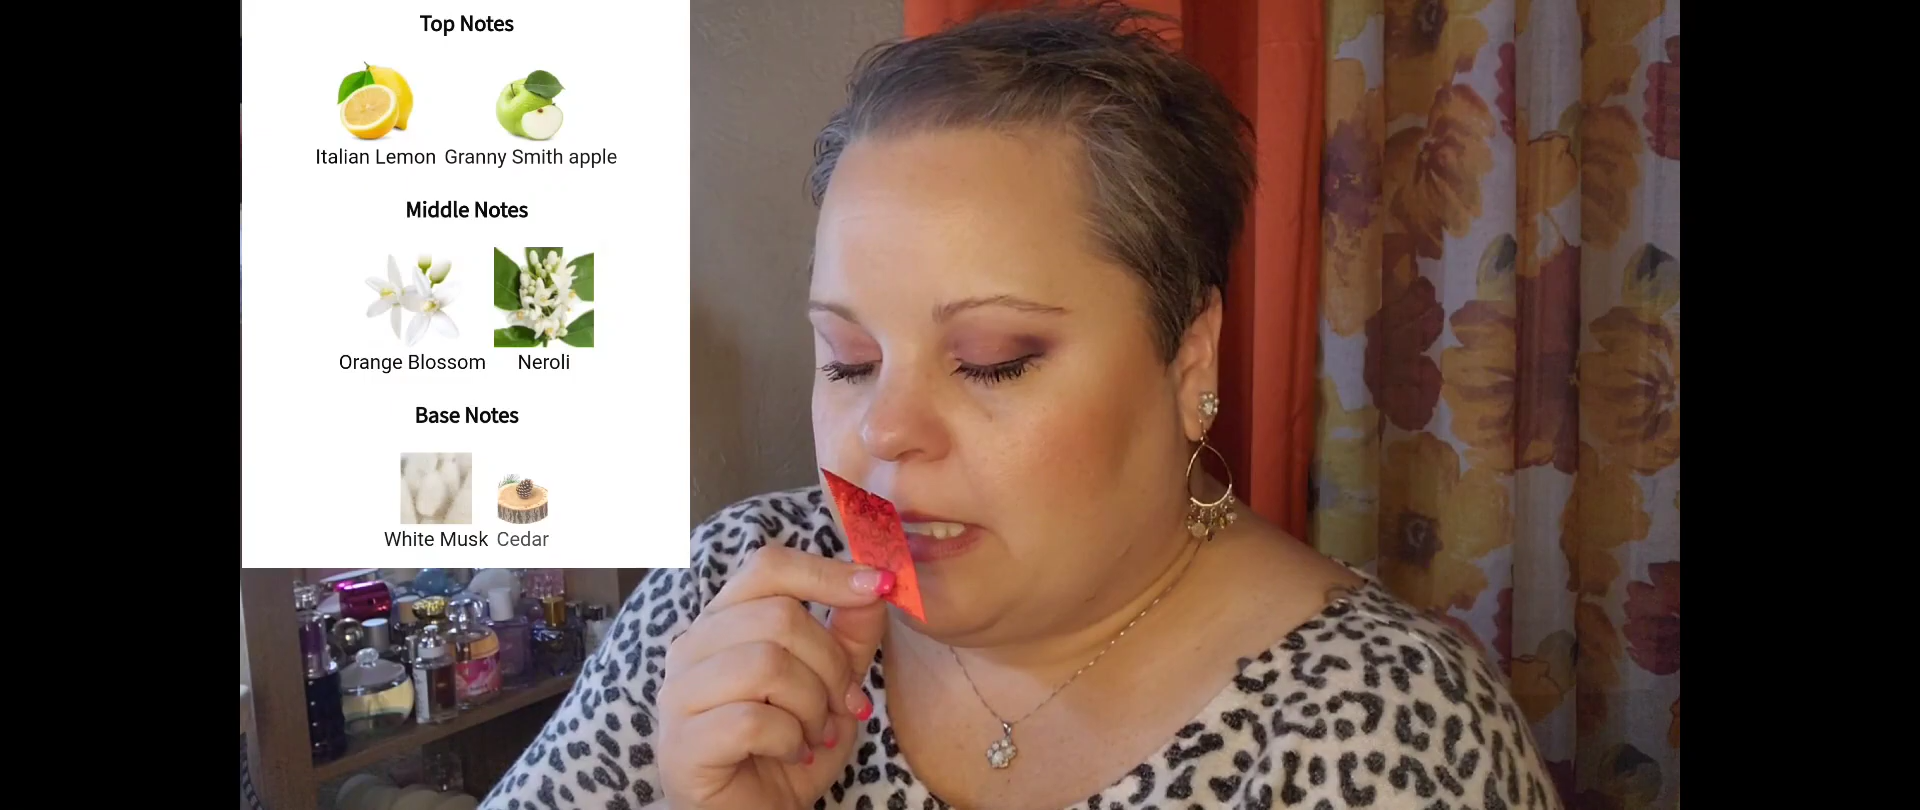 Top Notes
Italian Lemon Granny Smith apple
Middle Notes
Orange Blossom Neroli
Base Notes
White Musk Cedar